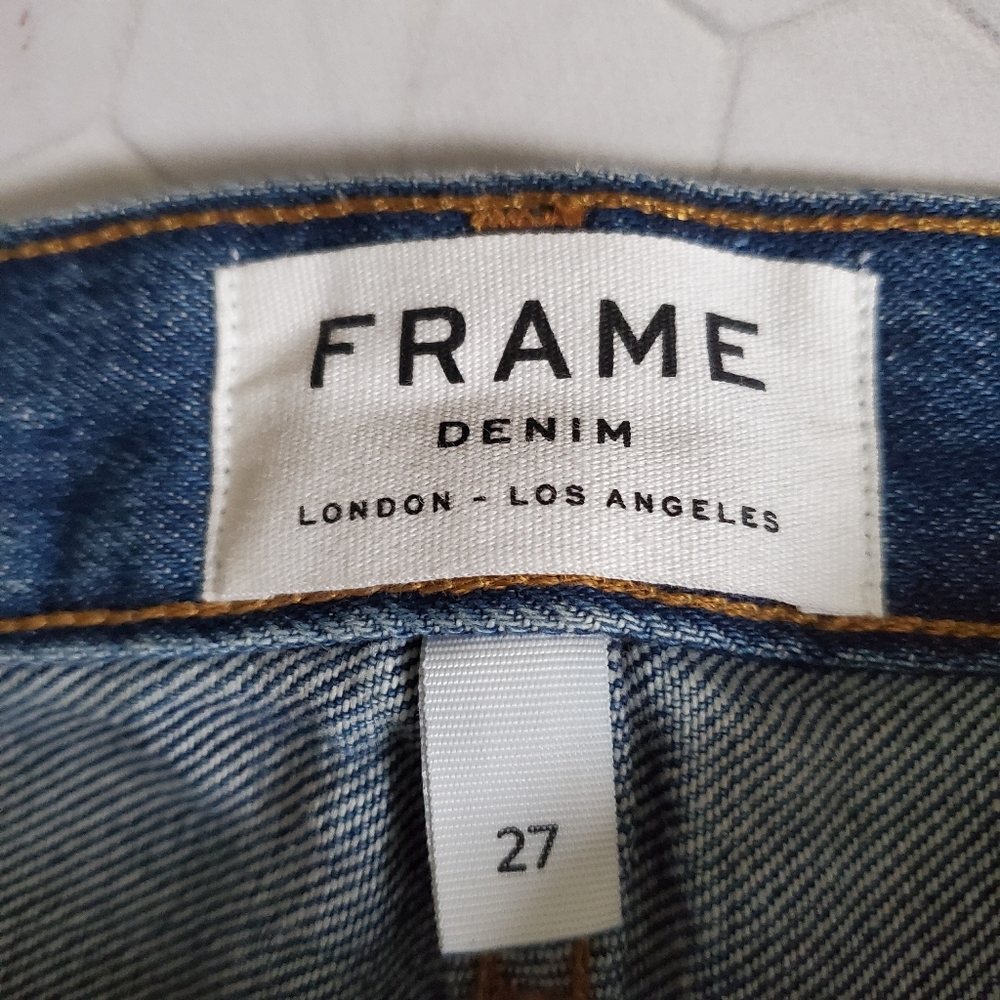 FRAME
DENIM
LONDON - LOS ANGELES
27